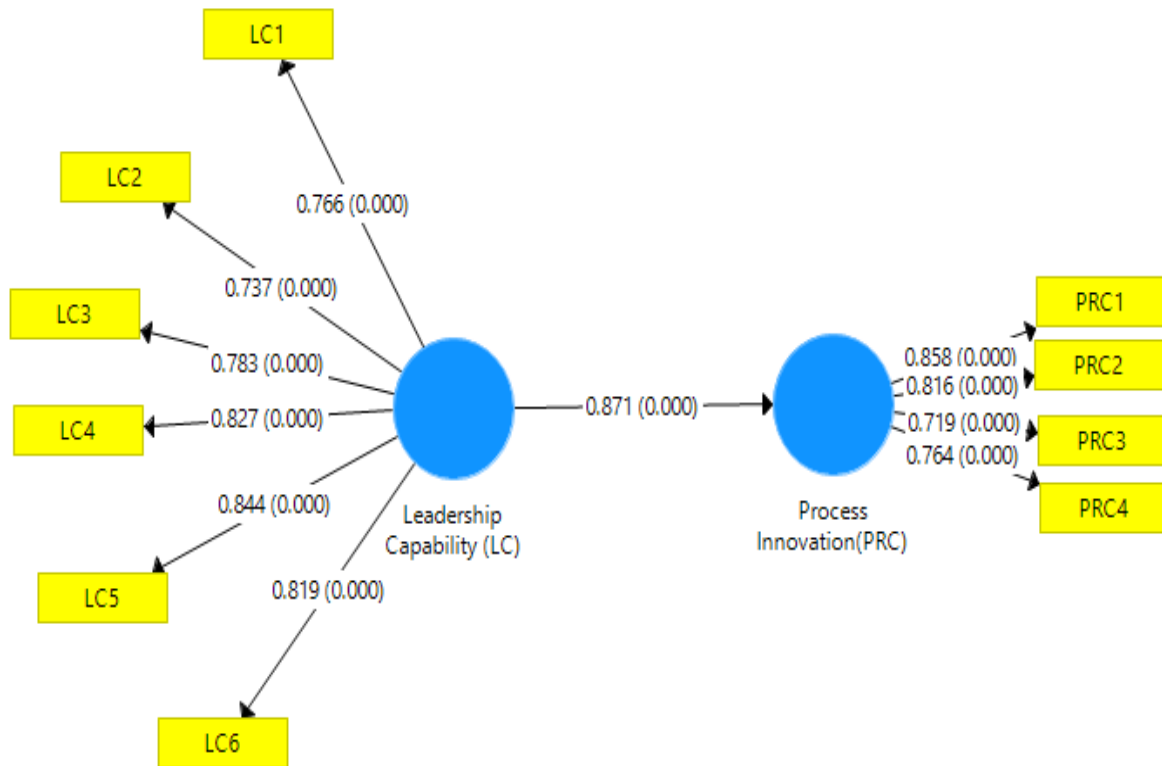 LC1
LC2
LC3
LC4
LC5
LC6
0.766 (0.000)
0.737 (0.000)
0.783 (0.000)
0.827 (0.000)
0.844 (0.000)
0.819 (0.000)
Leadership
Capability (LC)
0.871 (0.000)
Process
Innovation(PRC)
0.858 (0.000)
0.816 (0.000)
0.719 (0.000)
0.764 (0.000)
PRC1
PRC2
PRC3
PRC4